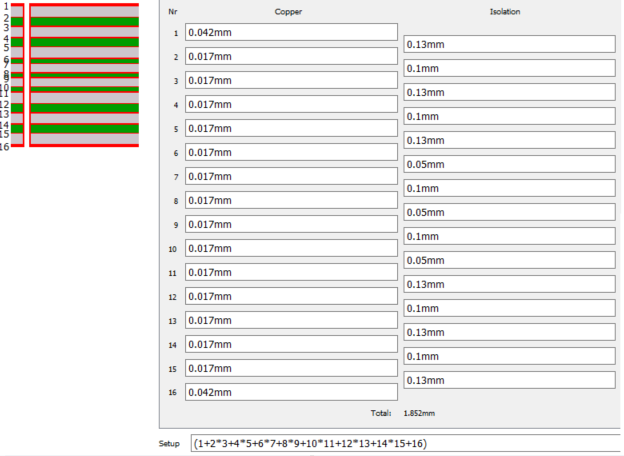 1
2
3
4
5
6
7
8
9
10
11
12
13
14
15
16
Nr Copper Isolation
1 0.042mm
0.13mm
2 0.017mm
0.1mm
3 0.017mm
0.13mm
4 0.017mm
0.1mm
5 0.017mm
0.13mm
6 0.017mm
0.05mm
7 0.017mm
0.1mm
8 0.017mm
0.05mm
9 0.017mm
0.1mm
10 0.017mm
0.05mm
11 0.017mm
0.13mm
12 0.017mm
0.1mm
13 0.017mm
0.13mm
14 0.017mm
0.1mm
15 0.017mm
0.13mm
16 0.042mm
Total: 1.852mm
Setup (1+2*3+4*5+6*7+8*9+10*11+12*13+14*15+16)